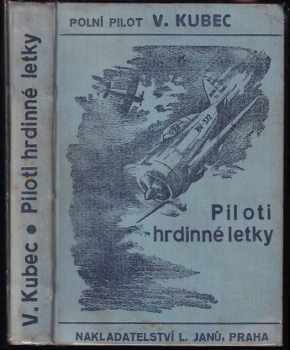 V. Kubec • Piloti hrdinné letky
POLNÍ PILOT V. KUBEC
Piloti
hrdinné letky
NAKLADATELSTVÍ L. JANŮ, PRAHA